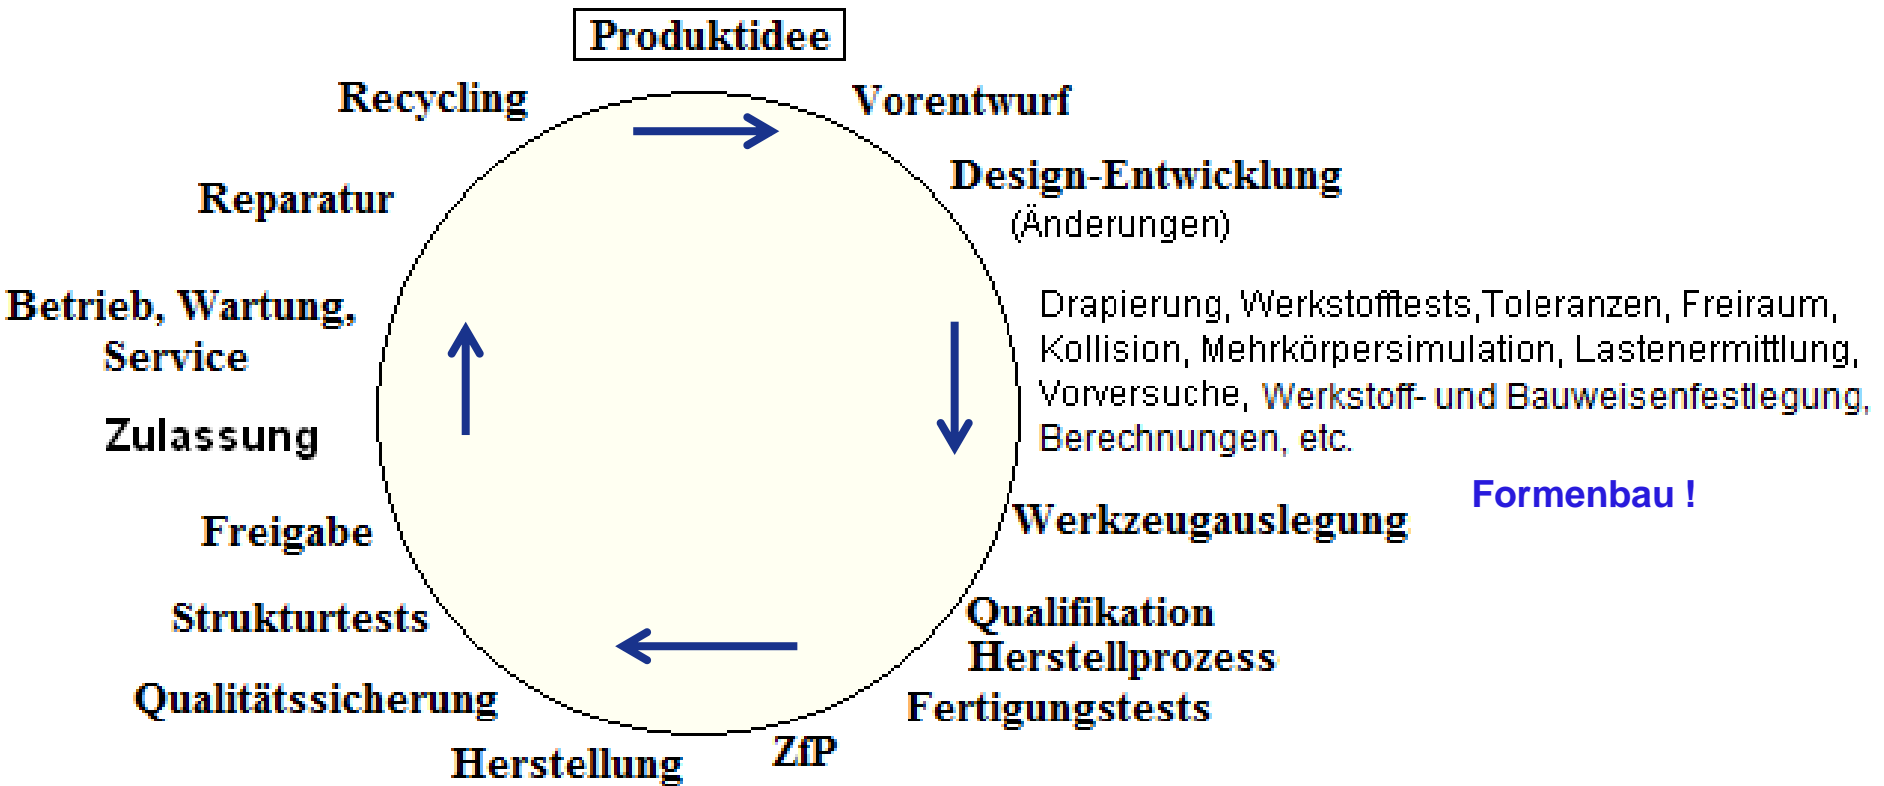 Produktidee
Vorentwurf
Design-Entwicklung
(Änderungen)
Drapierung, Werkstofftests,Toleranzen, Freiraum,
Kollision, Mehrkörpersimulation, Lastenermittlung,
Vorversuche, Werkstoff- und Bauweisenfestlegung,
Berechnungen, etc.
Formenbau !
Werkzeugauslegung
Qualifikation
Herstellprozess
Fertigungstests
ZfP
Herstellung
Qualitätssicherung
Strukturtests
Freigabe
Zulassung
Betrieb, Wartung,
Service
Reparatur
Recycling